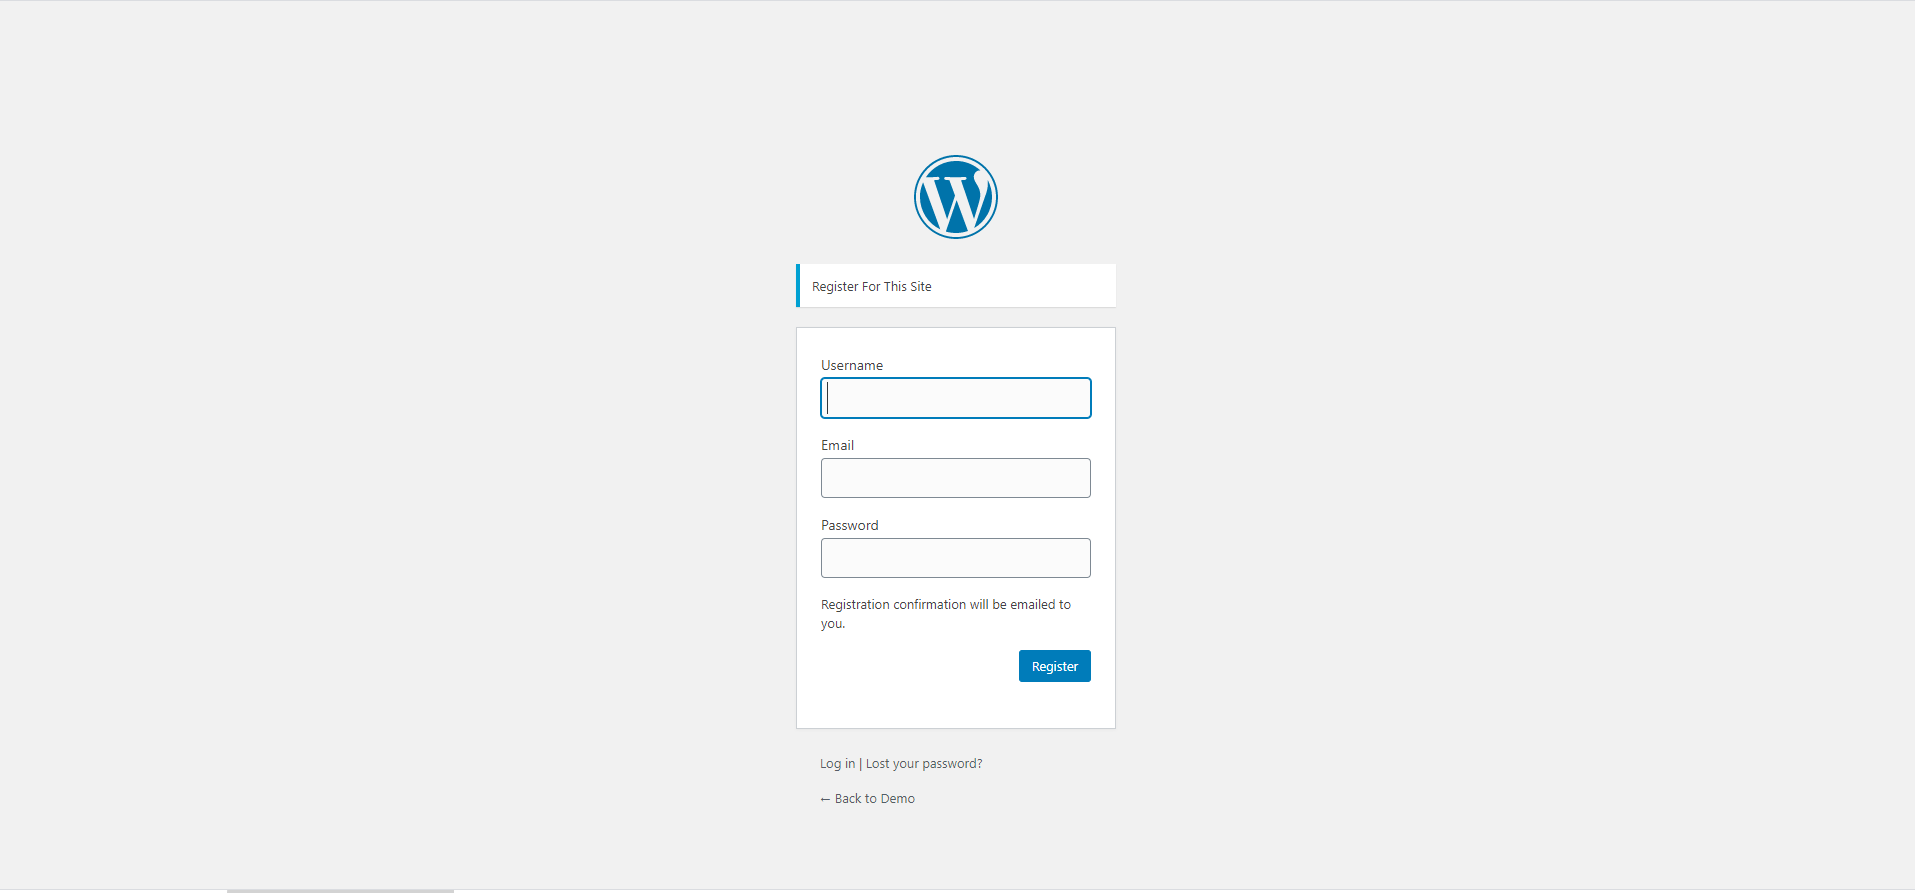 Register For This Site
Username
Email
Password
Registration confirmation will be emailed to
you.
Register
Log in | Lost your password?
← Back to Demo